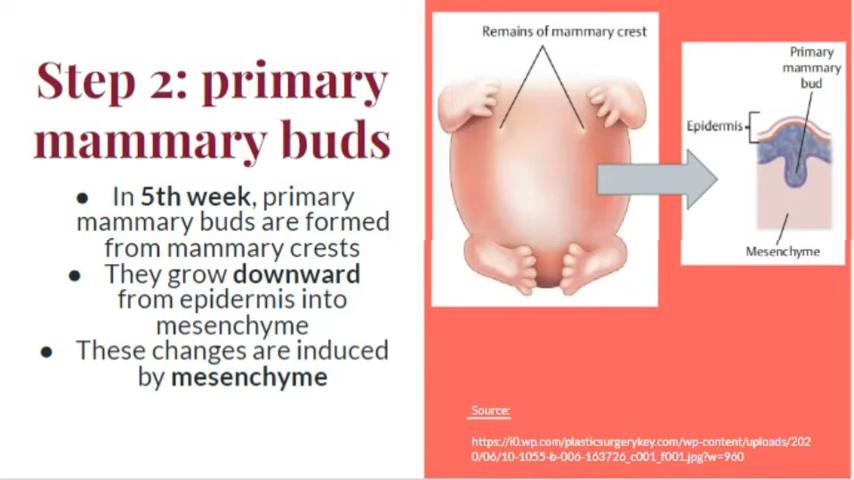 Step 2: primary
mammary buds
● In 5th week, primary
mammary buds are formed
from mammary crests
● They grow downward
from epidermis into
mesenchyme
● These changes are induced
by mesenchyme
Remains of mammary crest
Primary
mammary
bud
Epidermis
Mesenchyme
Source:
https://i0.wp.com/plasticsurgerykey.com/wp-content/uploads/202
0/06/10-1055-b-006-163726_c001_f001.jpg?w=960